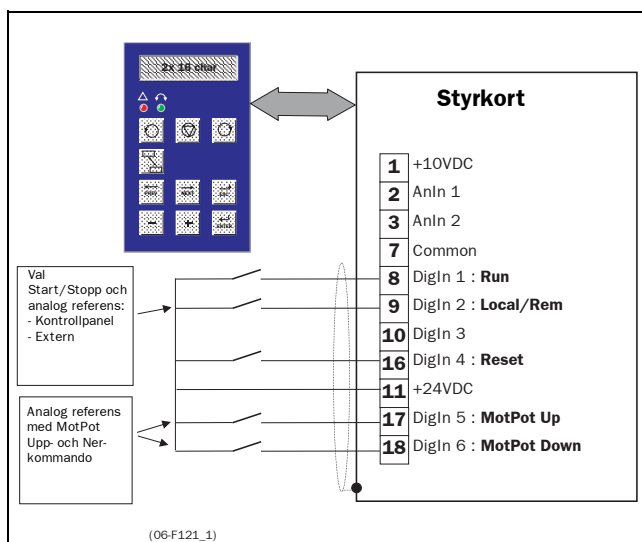 2x 16 char
Styrkort
1 +10VDC
2 AnIn 1
3 AnIn 2
7 Common
8 DigIn 1 : Run
9 DigIn 2 : Local/Rem
10 DigIn 3
16 DigIn 4 : Reset
11 +24VDC
17 DigIn 5 : MotPot Up
18 DigIn 6 : MotPot Down
NEXT
ESC
ENTER
Val
Start/Stopp och
analog referens:
- Kontrollpanel
- Extern
Analog referens
med MotPot
Upp- och Ner-
kommando
(06-F121_1)